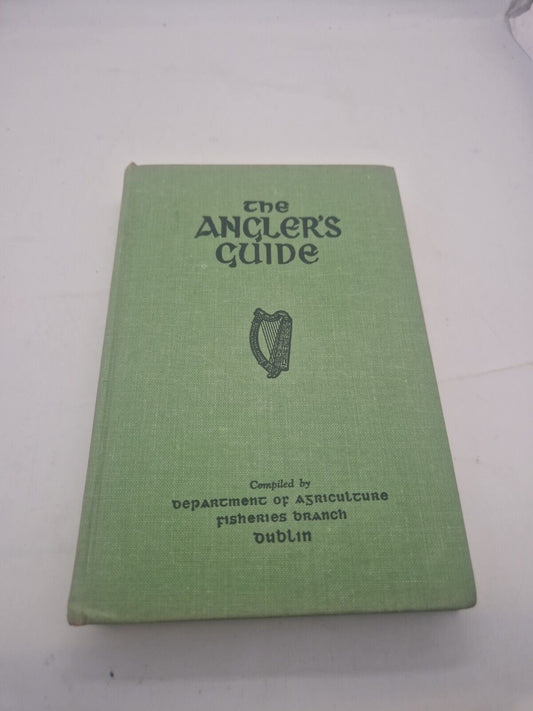 The
ANGLER'S
GUIDE
Compiled by
Department of Agriculture
Fisheries Branch
Dublin